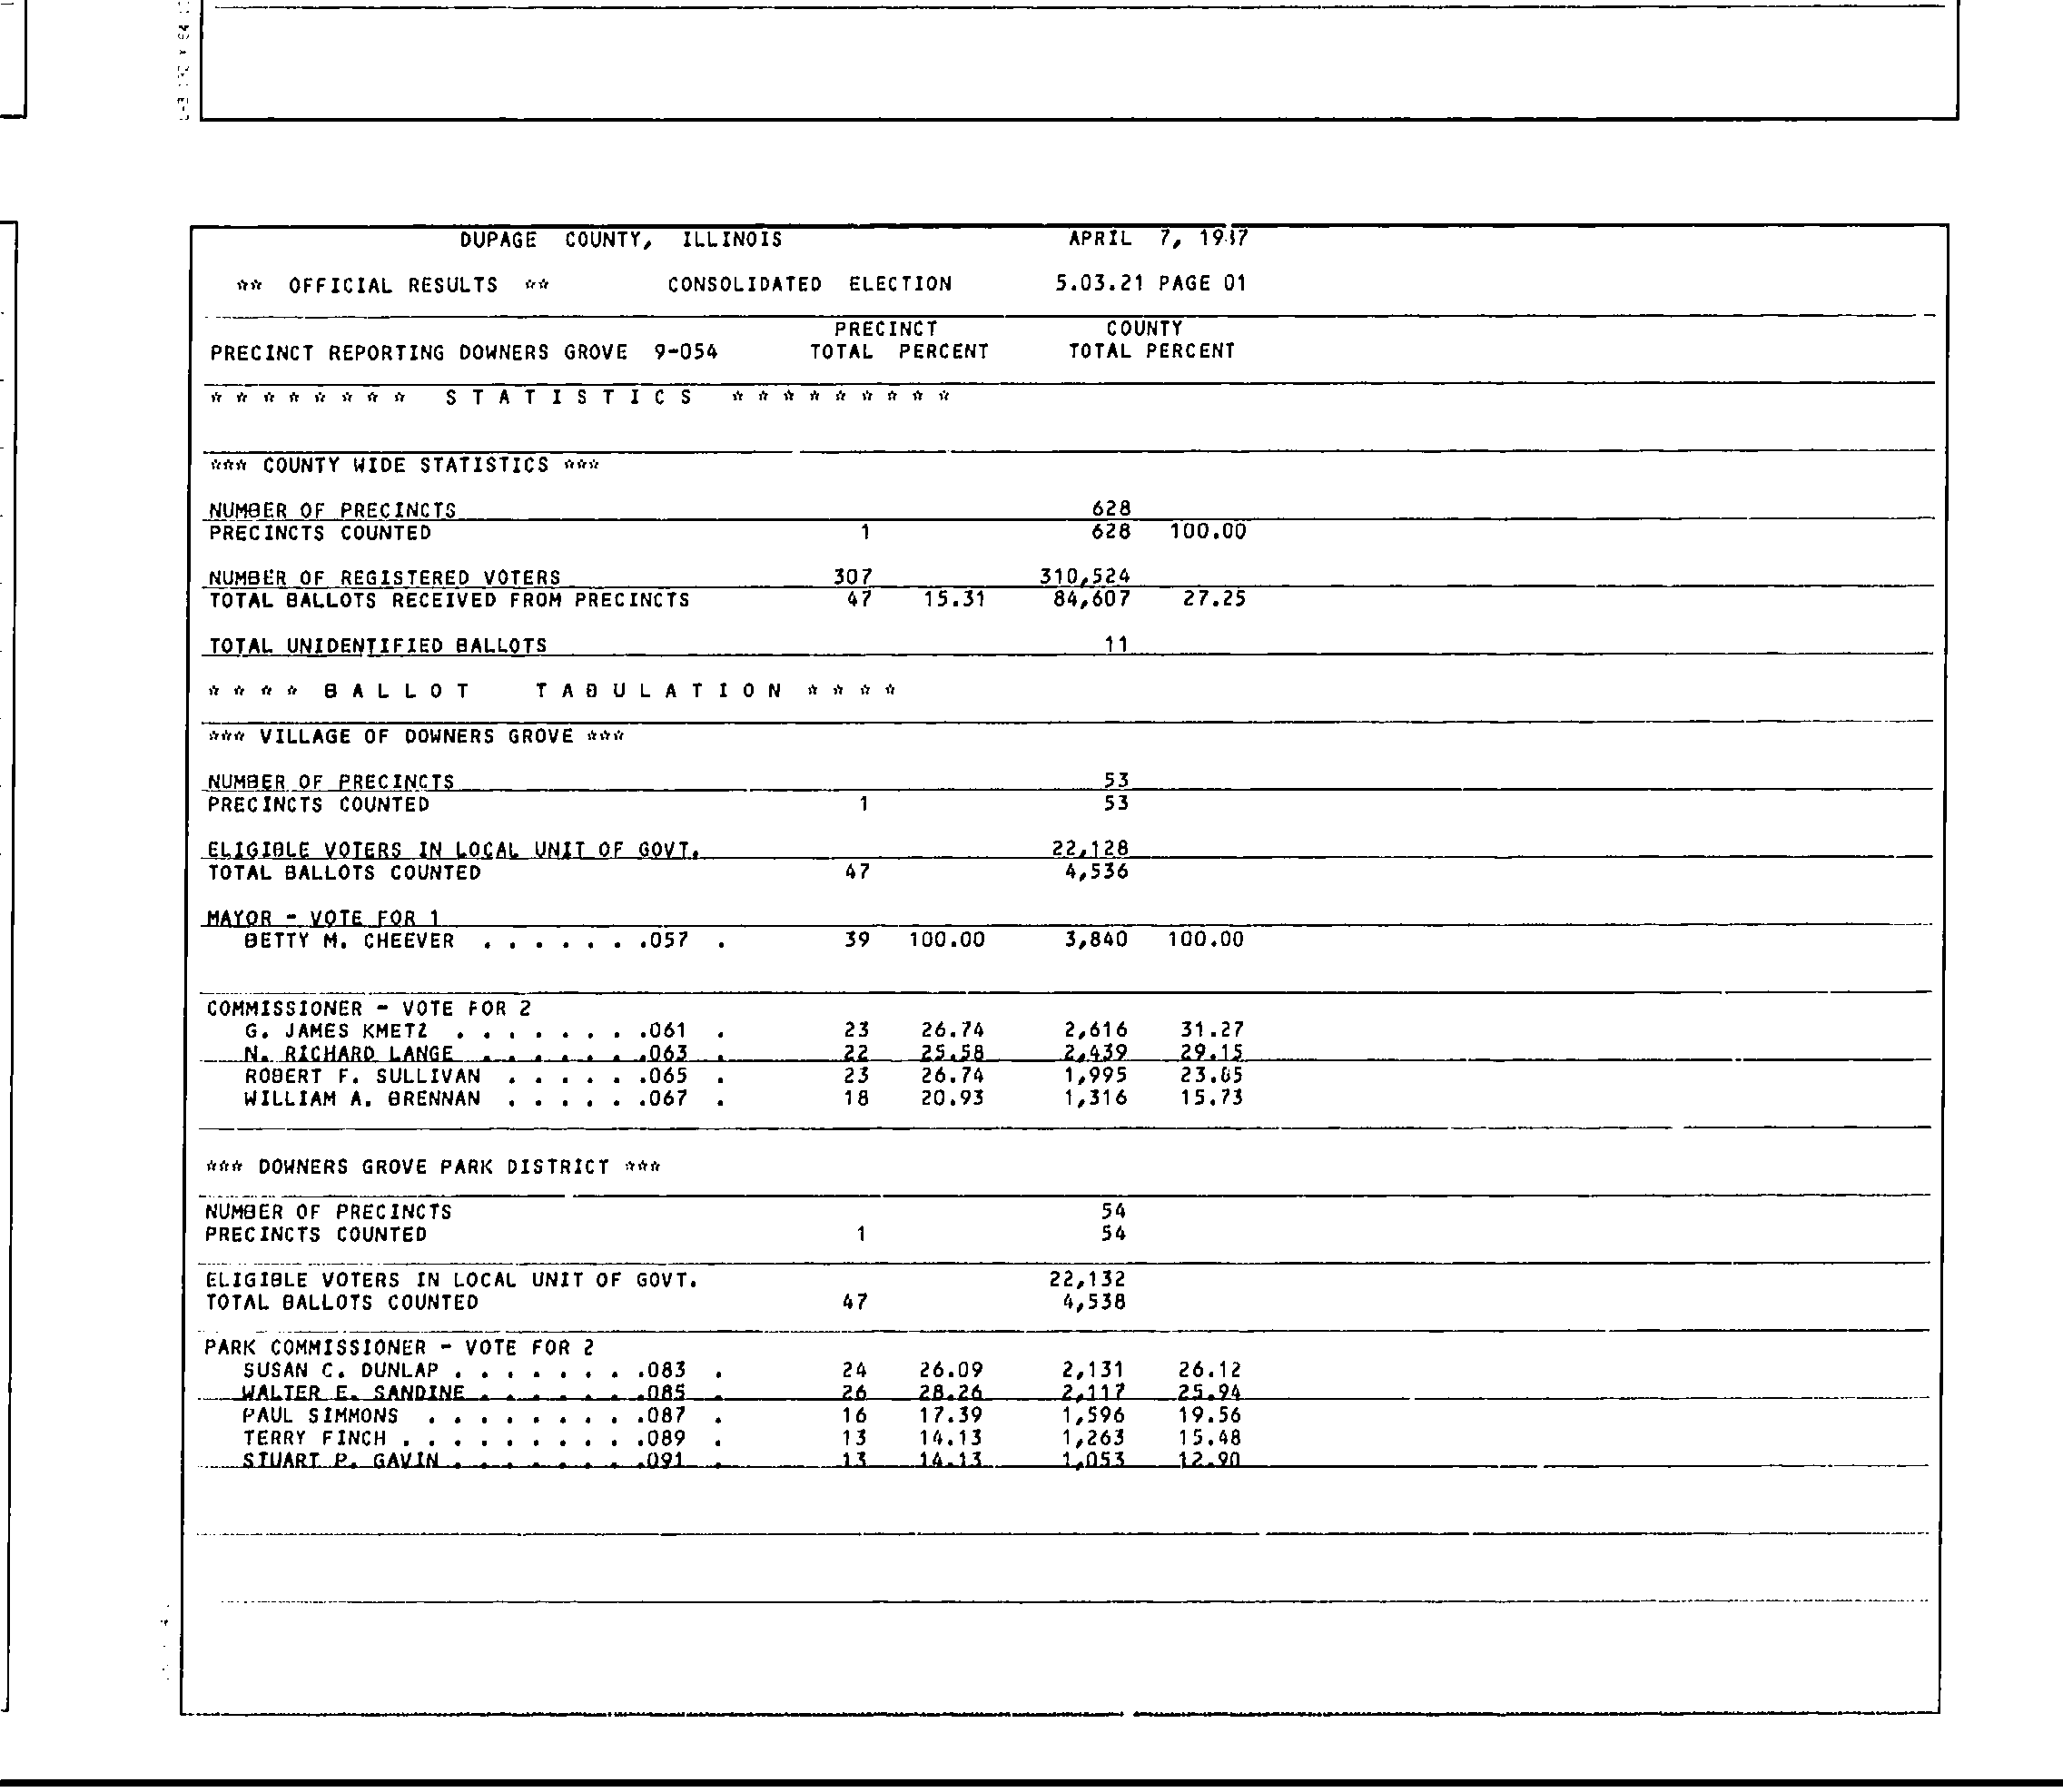 DUPAGE COUNTY, ILLINOIS APRIL 7, 1987
** OFFICIAL RESULTS ** CONSOLIDATED ELECTION 5.03.21 PAGE 01
PRECINCT COUNTY
PRECINCT REPORTING DOWNERS GROVE 9-054 TOTAL PERCENT TOTAL PERCENT
* * * * * * * * S T A T I S T I C S * * * * * * * * *
*** COUNTY WIDE STATISTICS ***
NUMBER OF PRECINCTS 628
PRECINCTS COUNTED 1 628 100.00
NUMBER OF REGISTERED VOTERS 307 310,524
TOTAL BALLOTS RECEIVED FROM PRECINCTS 47 15.31 84,607 27.25
TOTAL UNIDENTIFIED BALLOTS 11
* * * * B A L L O T T A B U L A T I O N * * * *
*** VILLAGE OF DOWNERS GROVE ***
NUMBER OF PRECINCTS 53
PRECINCTS COUNTED 1 53
ELIGIBLE VOTERS IN LOCAL UNIT OF GOVT. 22,128
TOTAL BALLOTS COUNTED 47 4,536
MAYOR - VOTE FOR 1
BETTY M. CHEEVER . . . . . . .057 . 39 100.00 3,840 100.00
COMMISSIONER - VOTE FOR 2
G. JAMES KMETZ . . . . . . . .061 . 23 26.74 2,616 31.27
N. RICHARD LANGE . . . . . . .063 . 22 25.58 2,439 29.15
ROBERT F. SULLIVAN . . . . . .065 . 23 26.74 1,995 23.85
WILLIAM A. BRENNAN . . . . . .067 . 18 20.93 1,316 15.73
*** DOWNERS GROVE PARK DISTRICT ***
NUMBER OF PRECINCTS 54
PRECINCTS COUNTED 1 54
ELIGIBLE VOTERS IN LOCAL UNIT OF GOVT. 22,132
TOTAL BALLOTS COUNTED 47 4,538
PARK COMMISSIONER - VOTE FOR 2
SUSAN C. DUNLAP . . . . . . . .083 . 24 26.09 2,131 26.12
WALTER E. SANDINE . . . . . . .085 . 26 28.26 2,117 25.94
PAUL SIMMONS . . . . . . . . .087 . 16 17.39 1,596 19.56
TERRY FINCH . . . . . . . . . .089 . 13 14.13 1,263 15.48
STUART P. GAVIN . . . . . . . .091 . 13 14.13 1,053 12.90